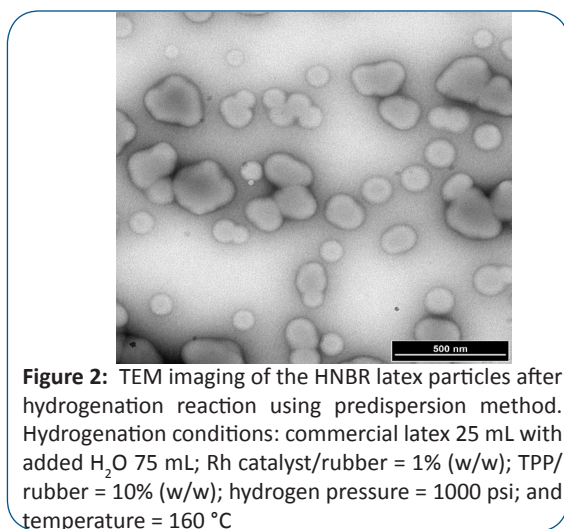 500 nm
Figure 2: TEM imaging of the HNBR latex particles after
hydrogenation reaction using predispersion method.
Hydrogenation conditions: commercial latex 25 mL with
added H₂O 75 mL; Rh catalyst/rubber = 1% (w/w); TPP/
rubber = 10% (w/w); hydrogen pressure = 1000 psi; and
temperature = 160 °C